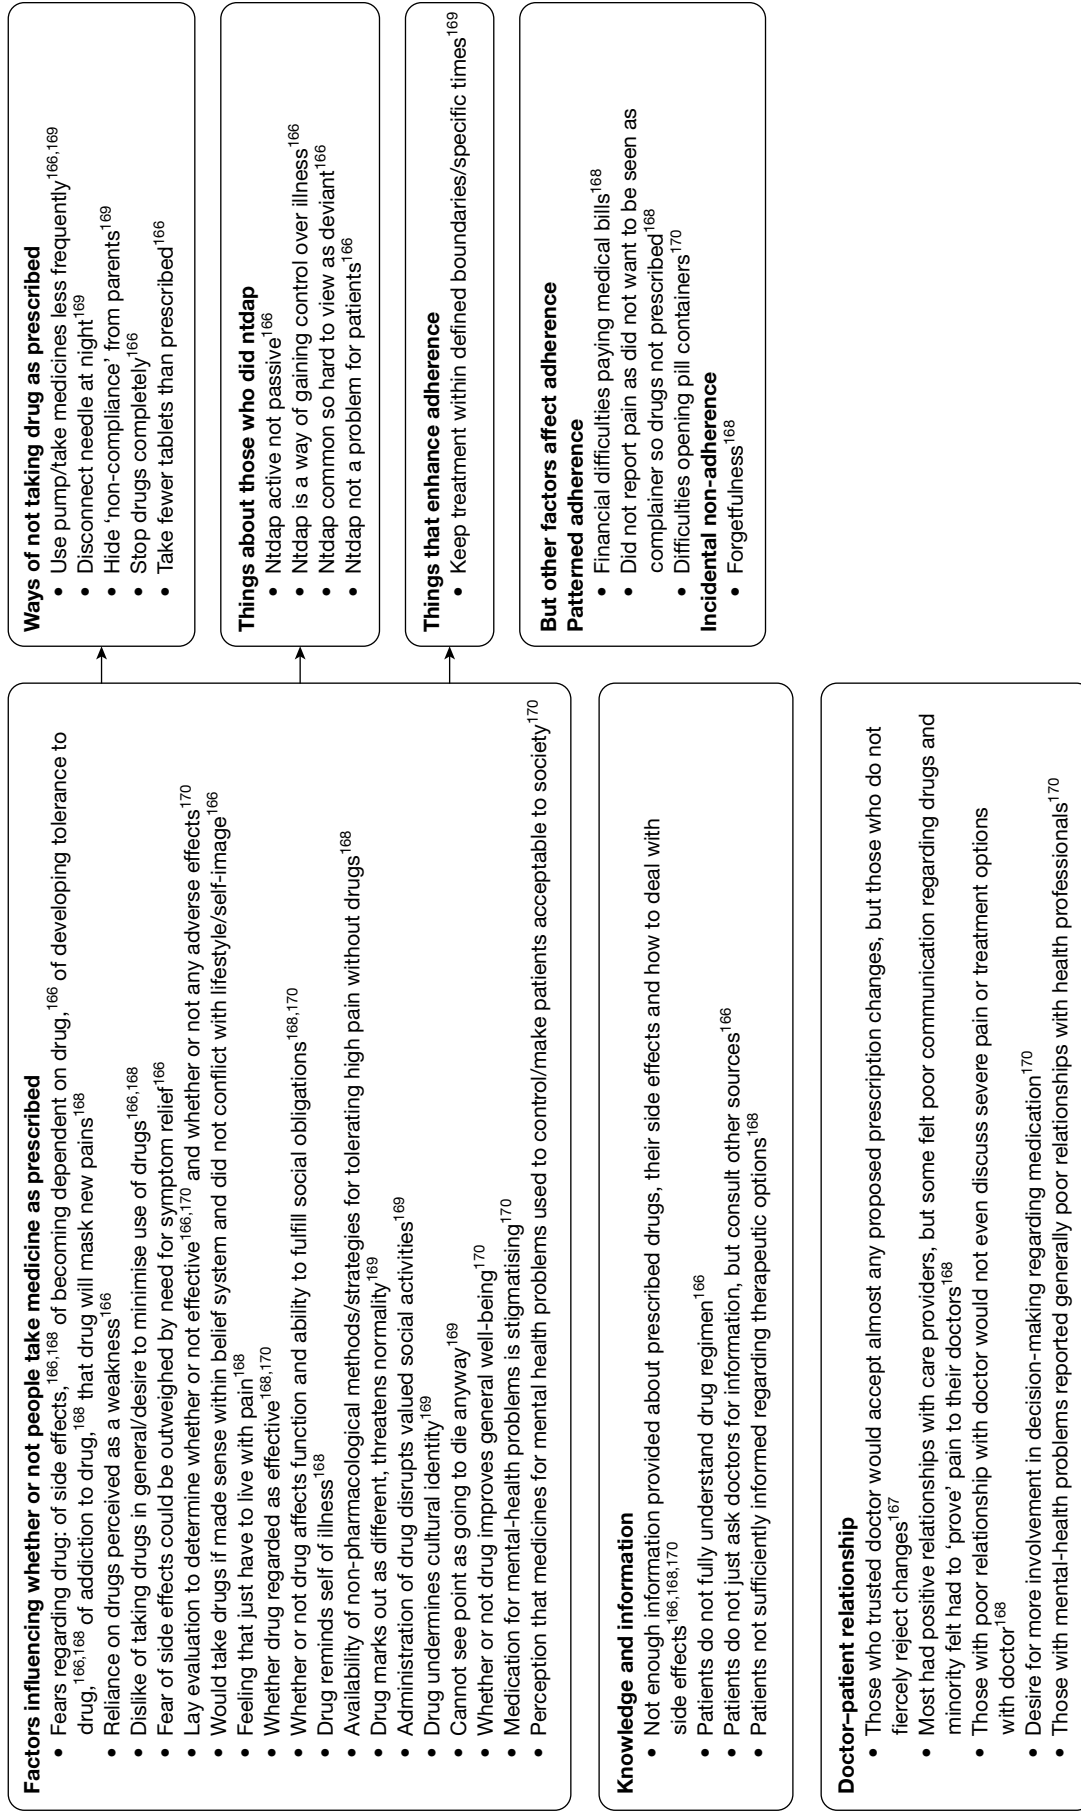 Factors influencing whether or not people take medicine as prescribed
• Fears regarding drug: of side effects,166,168 of becoming dependent on drug,166 of developing tolerance to
drug,166,168 of addiction to drug,168 that drug will mask new pains168
• Reliance on drugs perceived as a weakness166
• Dislike of taking drugs in general/desire to minimise use of drugs166,168
• Fear of side effects could be outweighed by need for symptom relief166
• Lay evaluation to determine whether or not effective166,170 and whether or not any adverse effects170
• Would take drugs if made sense within belief system and did not conflict with lifestyle/self-image166
• Feeling that just have to live with pain168
• Whether drug regarded as effective168,170
• Whether or not drug affects function and ability to fulfill social obligations168,170
• Drug reminds self of illness168
• Availability of non-pharmacological methods/strategies for tolerating high pain without drugs168
• Drug marks out as different, threatens normality169
• Administration of drug disrupts valued social activities169
• Drug undermines cultural identity169
• Cannot see point as going to die anyway169
• Whether or not drug improves general well-being170
• Medication for mental-health problems is stigmatising170
• Perception that medicines for mental health problems used to control/make patients acceptable to society170
Knowledge and information
• Not enough information provided about prescribed drugs, their side effects and how to deal with
side effects166,168,170
• Patients do not fully understand drug regimen166
• Patients do not just ask doctors for information, but consult other sources166
• Patients not sufficiently informed regarding therapeutic options168
Doctor–patient relationship
• Those who trusted doctor would accept almost any proposed prescription changes, but those who do not
fiercely reject changes167
• Most had positive relationships with care providers, but some felt poor communication regarding drugs and
minority felt had to ‘prove’ pain to their doctors168
• Those with poor relationship with doctor would not even discuss severe pain or treatment options
with doctor168
• Desire for more involvement in decision-making regarding medication170
• Those with mental-health problems reported generally poor relationships with health professionals170
Ways of not taking drug as prescribed
• Use pump/take medicines less frequently166,169
• Disconnect needle at night169
• Hide ‘non-compliance’ from parents169
• Stop drugs completely166
• Take fewer tablets than prescribed166
Things about those who did ntdap
• Ntdap active not passive166
• Ntdap is a way of gaining control over illness166
• Ntdap common so hard to view as deviant166
• Ntdap not a problem for patients166
Things that enhance adherence
• Keep treatment within defined boundaries/specific times169
But other factors affect adherence
Patterned adherence
• Financial difficulties paying medical bills168
• Did not report pain as did not want to be seen as
complainer so drugs not prescribed168
• Difficulties opening pill containers170
Incidental non-adherence
• Forgetfulness168